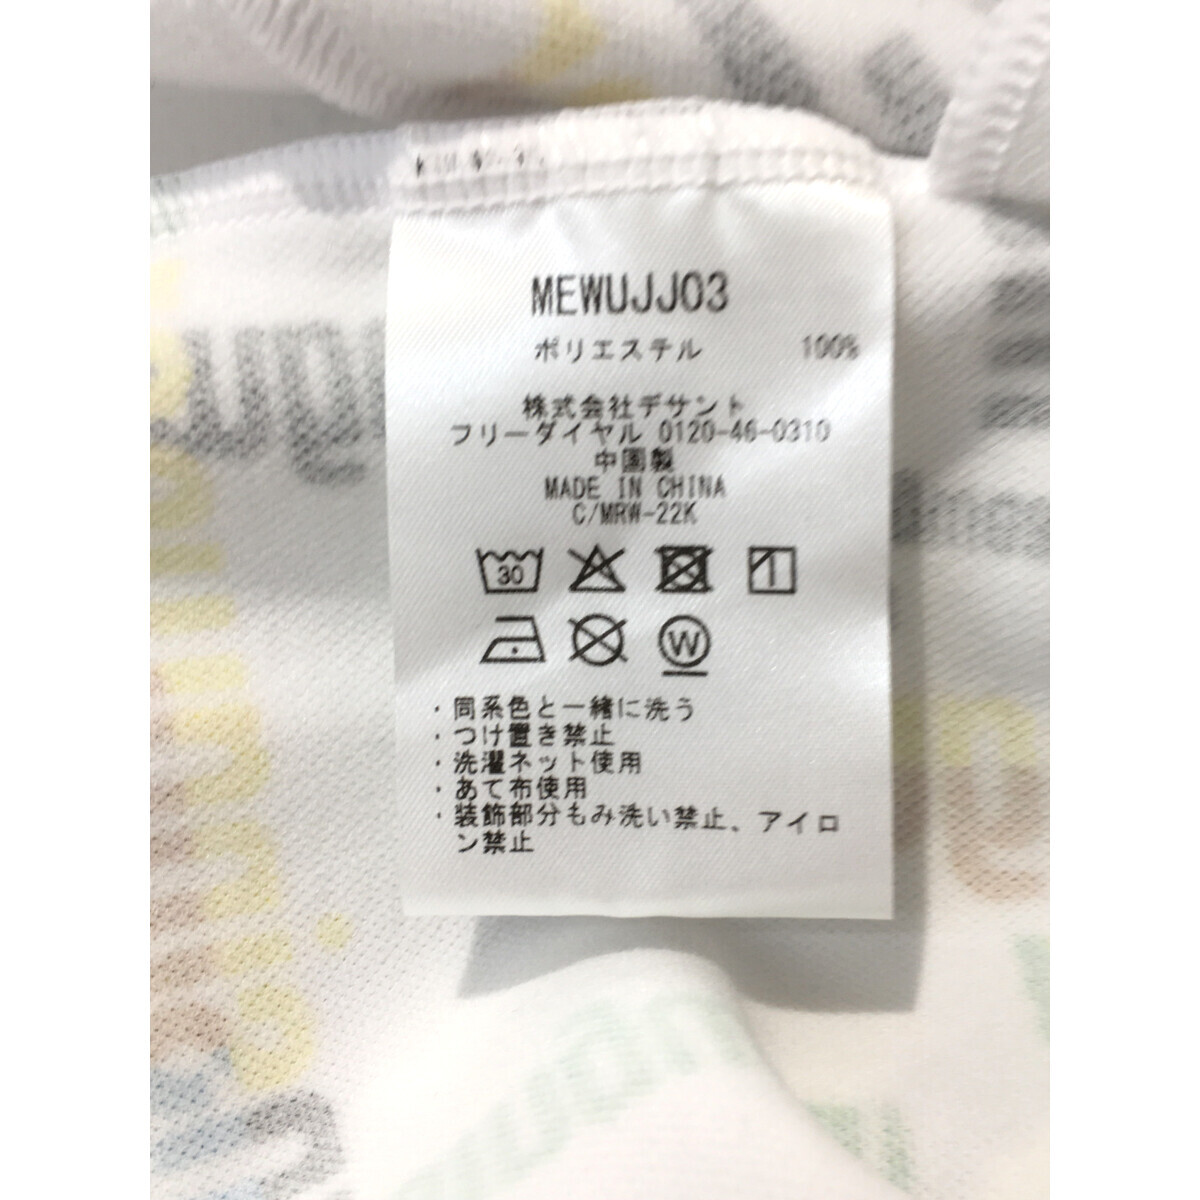 MEWUJJ03
ポリエステル 100%
株式会社デサント
フリーダイヤル 0120-46-0310
中国製
MADE IN CHINA
C/MRW-22K
30
W
・同系色と一緒に洗う
・つけ置き禁止
・洗濯ネット使用
・あて布使用
・装飾部分もみ洗い禁止、アイロ
ン禁止